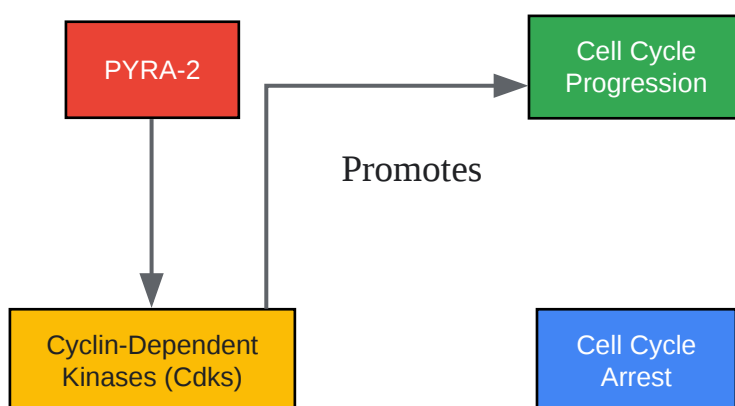 PYRA-2
Cell Cycle
Progression
Promotes
Cyclin-Dependent
Kinases (Cdks)
Cell Cycle
Arrest